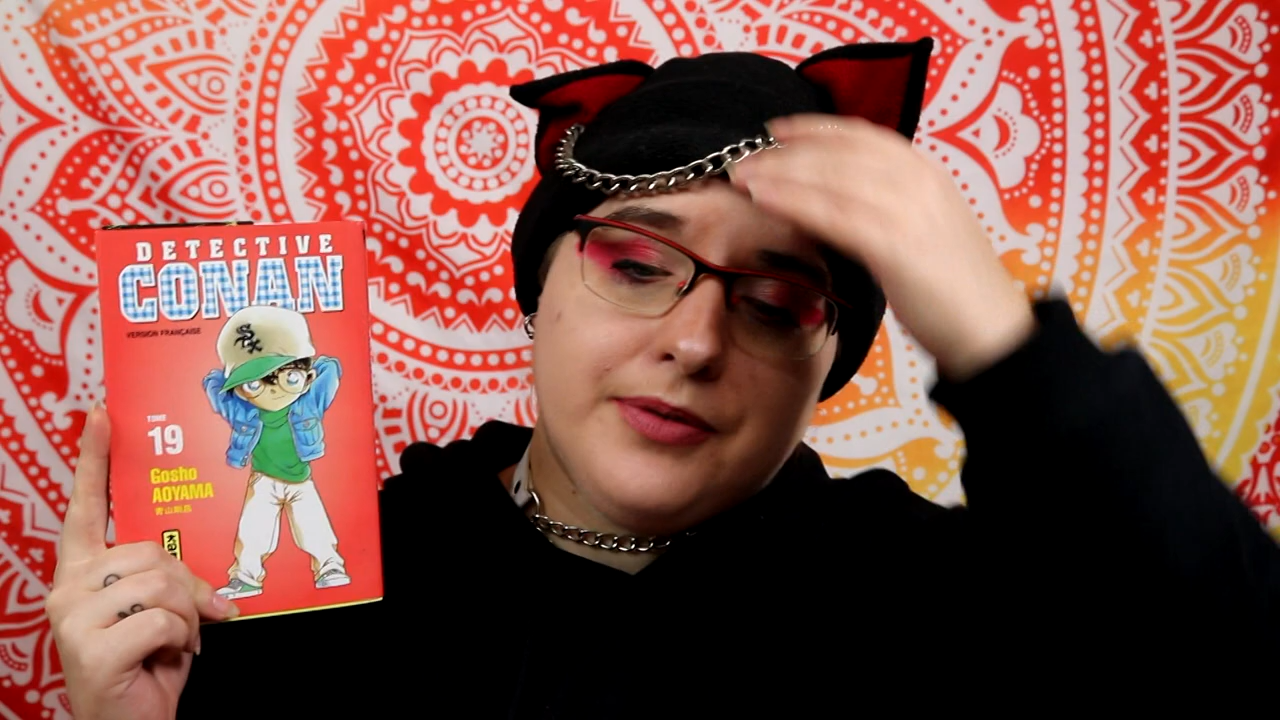 DETECTIVE
CONAN
VERSION FRANÇAISE
TOME
19
Gosho
AOYAMA
青山剛昌